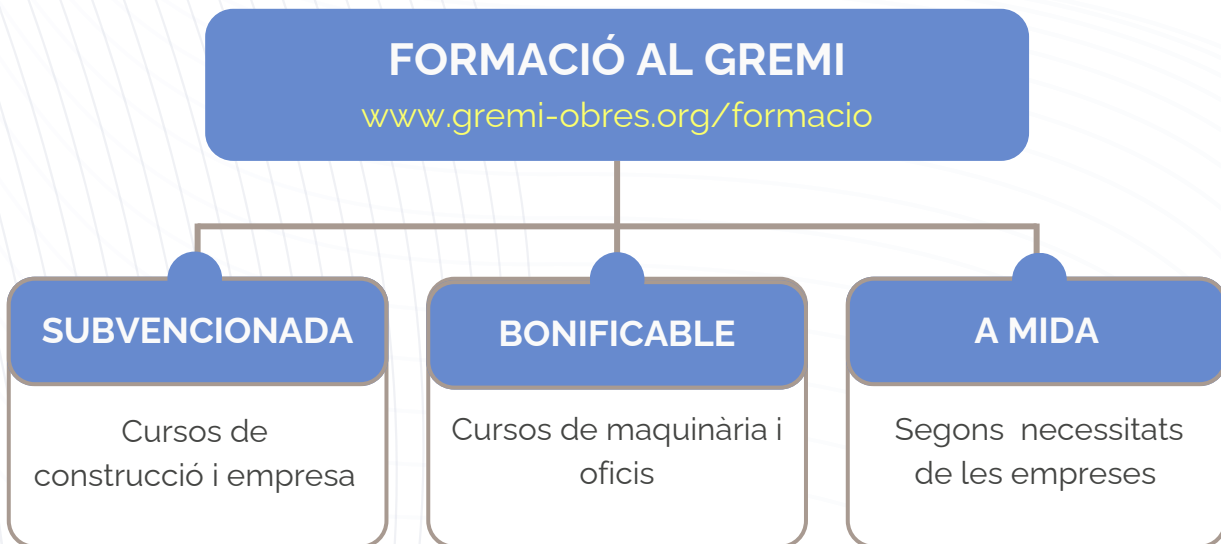 FORMACIÓ AL GREMI
www.gremi-obres.org/formacio
SUBVENCIONADA
Cursos de
construcció i empresa
BONIFICABLE
Cursos de maquinària i
oficis
A MIDA
Segons necessitats
de les empreses